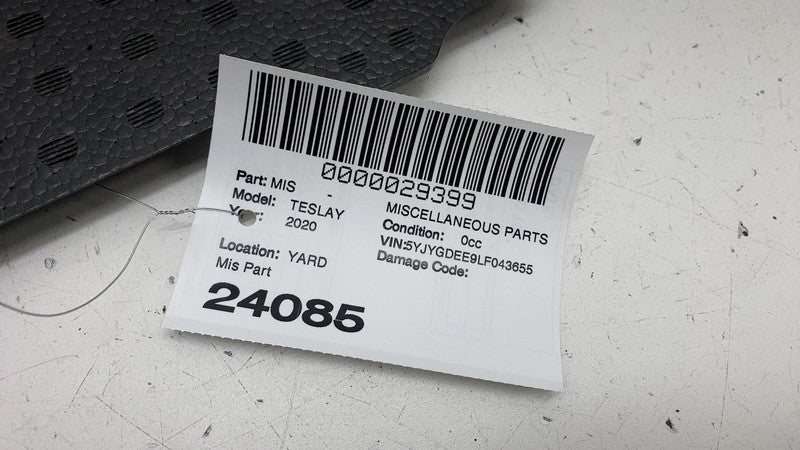 0000029399
Part: MIS - MISCELLANEOUS PARTS
Model: TESLAY Condition: 0cc
2020 VIN:5YJYGDEE9LF043655
Location: YARD Damage Code:
Mis Part
24085